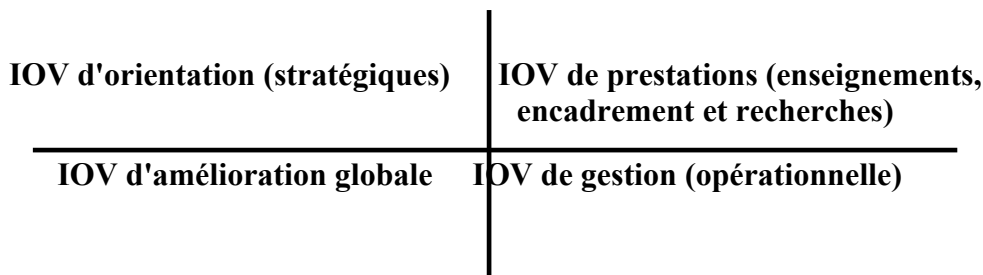 IOV d'orientation (stratégiques)
IOV de prestations (enseignements,
encadrement et recherches)
IOV d'amélioration globale
IOV de gestion (opérationnelle)